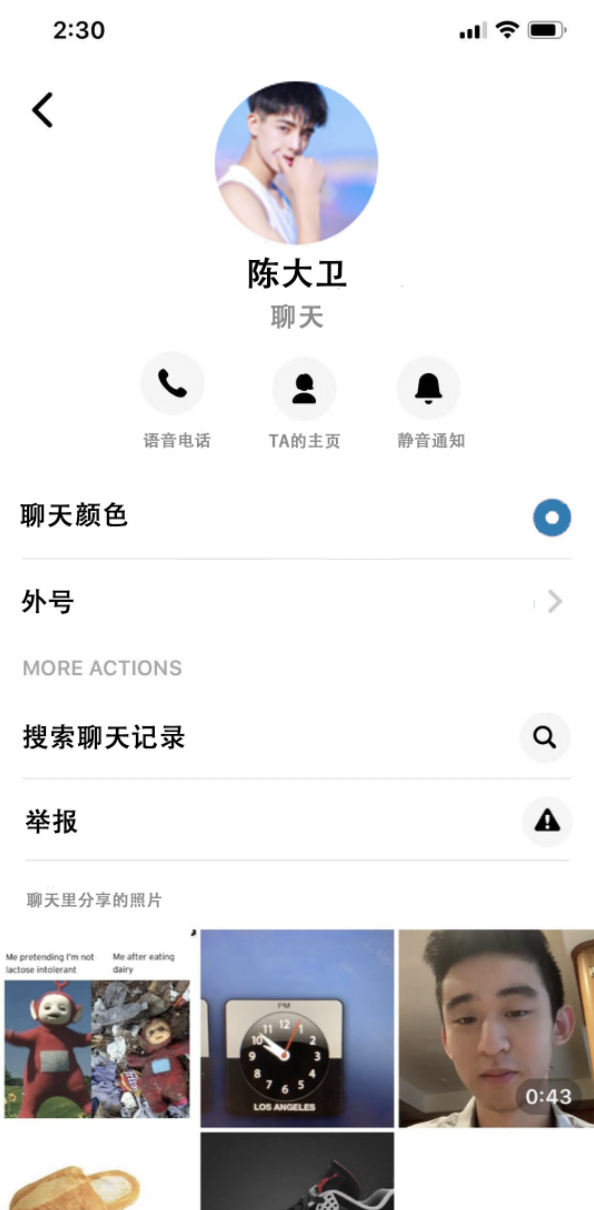 2:30
陈大卫
聊天
语音电话 TA的主页 静音通知
聊天颜色
外号
MORE ACTIONS
搜索聊天记录
举报
聊天里分享的照片
Me pretending I'm not
lactose intolerant
Me after eating
dairy
PM
12
11 1
10 2
9 3
8 4
7 5
6
LOS ANGELES
0:43